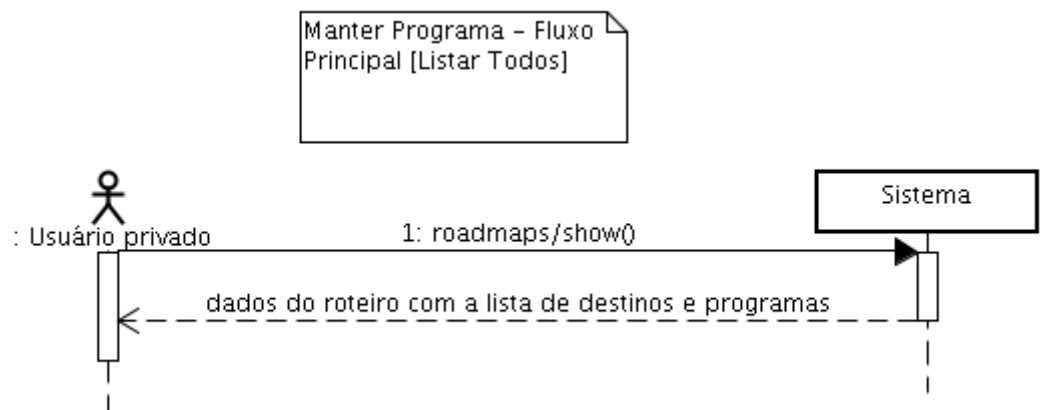 Manter Programa – Fluxo
Principal [Listar Todos]
Sistema
: Usuário privado
1: roadmaps/show()
dados do roteiro com a lista de destinos e programas